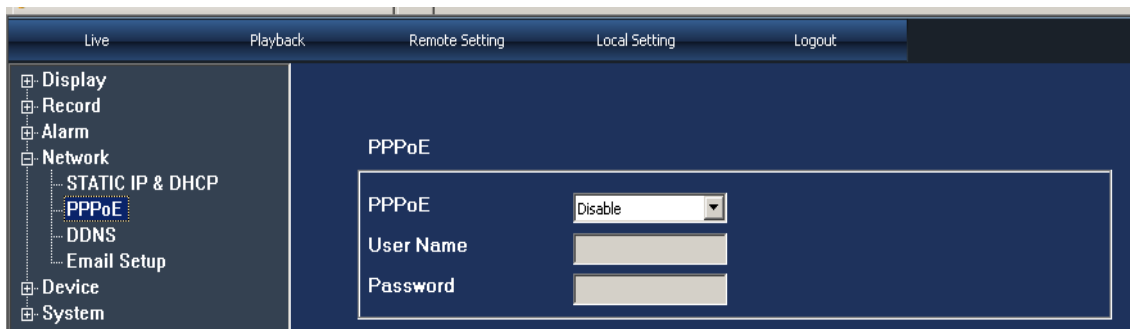 Live Playback Remote Setting Local Setting Logout
Display
Record
Alarm
Network
STATIC IP & DHCP
PPPoE
DDNS
Email Setup
Device
System
PPPoE
PPPoE Disable
User Name
Password